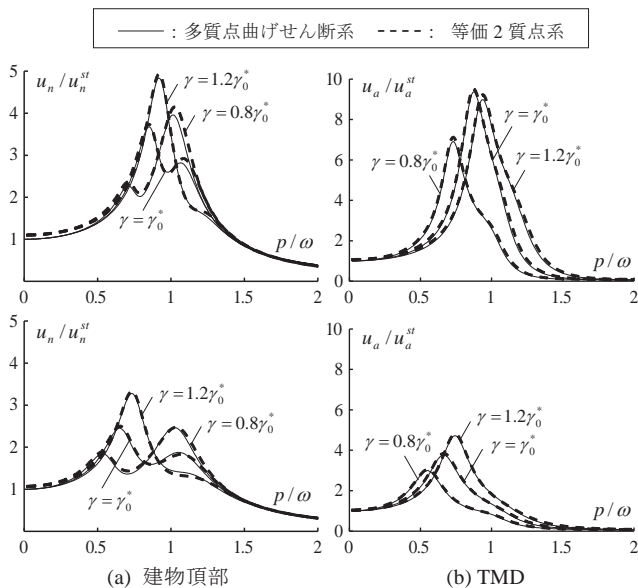 ——— : 多質点曲げせん断系 - - - - : 等価2質点系
u_n / u_n^{st}
5
4
3
2
1
0 0.5 1 1.5 2
γ=1.2γ_0^*
γ=0.8γ_0^*
γ=γ_0^*
p/ω
u_a / u_a^{st}
10
8
6
4
2
0
0 0.5 1 1.5 2
γ=γ_0^*
γ=0.8γ_0^*
γ=1.2γ_0^*
p/ω
u_n / u_n^{st}
5
4
3
2
1
0 0.5 1 1.5 2
γ=1.2γ_0^*
γ=0.8γ_0^*
γ=γ_0^*
p/ω
u_a / u_a^{st}
10
8
6
4
2
0
0 0.5 1 1.5 2
γ=1.2γ_0^*
γ=0.8γ_0^*
γ=γ_0^*
p/ω
(a) 建物頂部
(b) TMD